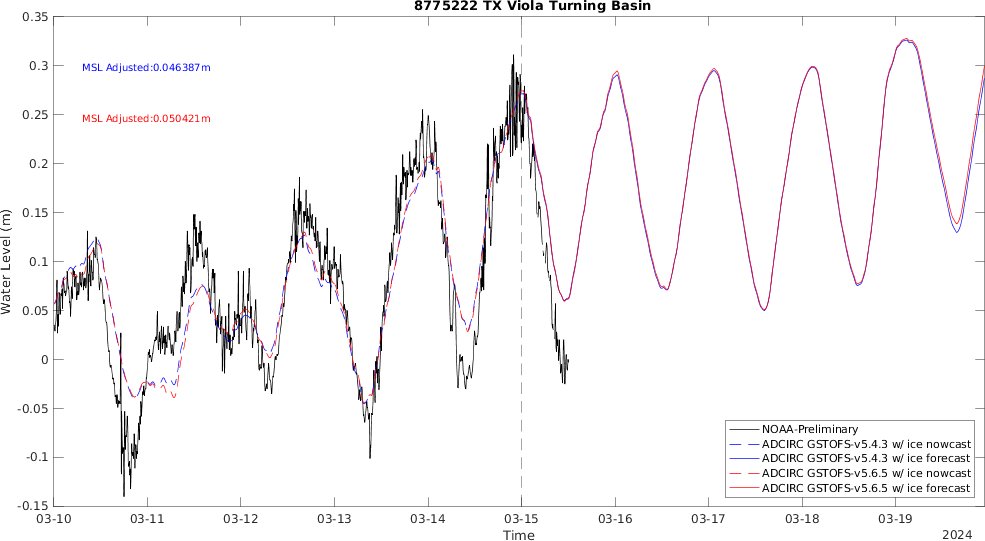 8775222 TX Viola Turning Basin
0.35
0.3
0.25
0.2
0.15
0.1
0.05
0
-0.05
-0.1
-0.15
Water Level (m)
MSL Adjusted:0.046387m
MSL Adjusted:0.050421m
NOAA-Preliminary
ADCIRC GSTOFS-v5.4.3 w/ ice nowcast
ADCIRC GSTOFS-v5.4.3 w/ ice forecast
ADCIRC GSTOFS-v5.6.5 w/ ice nowcast
ADCIRC GSTOFS-v5.6.5 w/ ice forecast
03-10 03-11 03-12 03-13 03-14 03-15 03-16 03-17 03-18 03-19
Time
2024